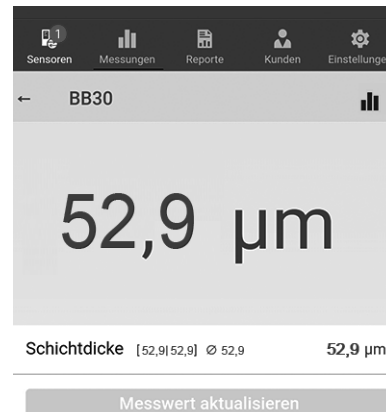 1
Sensoren Messungen Reporte Kunden Einstellunge
← BB30
52,9 µm
Schichtdicke [52,9|52,9] Ø 52,9 52,9 µm
Messwert aktualisieren